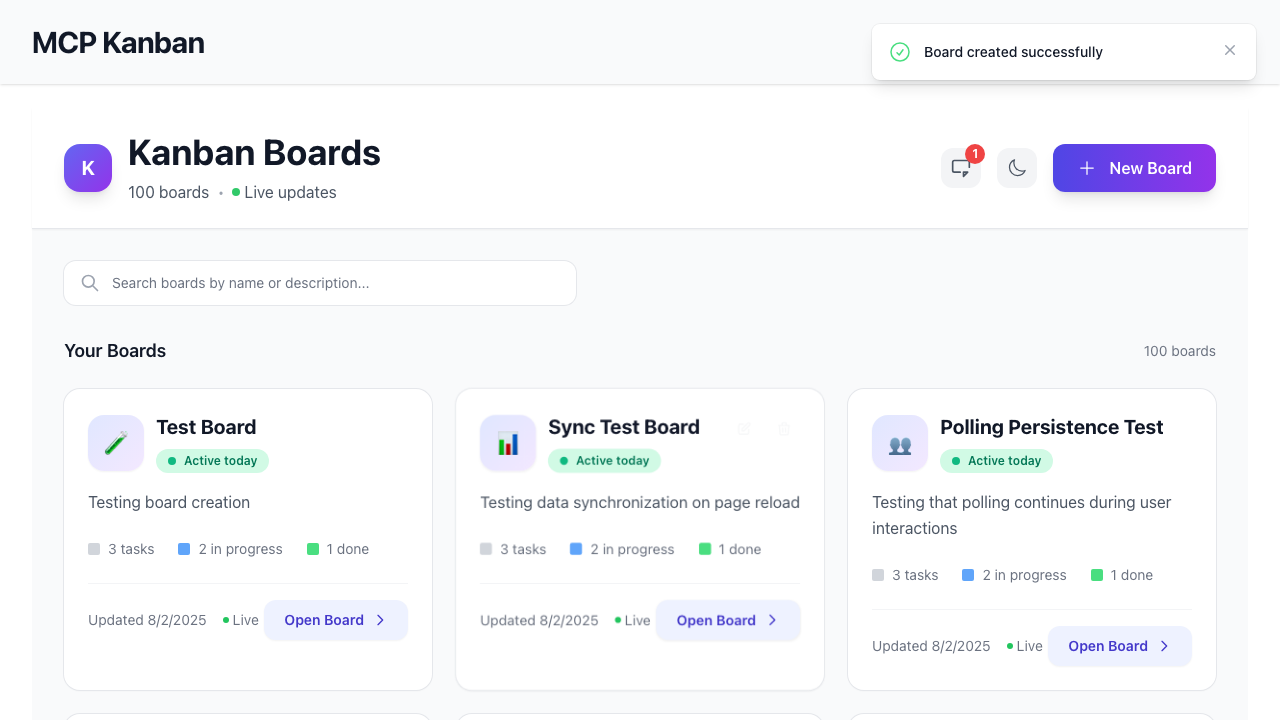 MCP Kanban
Board created successfully
K
Kanban Boards
100 boards • Live updates
1
New Board
Search boards by name or description...
Your Boards
100 boards
Test Board
Active today
Testing board creation
3 tasks 2 in progress 1 done
Updated 8/2/2025 Live Open Board
Sync Test Board
Active today
Testing data synchronization on page reload
3 tasks 2 in progress 1 done
Updated 8/2/2025 Live Open Board
Polling Persistence Test
Active today
Testing that polling continues during user
interactions
3 tasks 2 in progress 1 done
Updated 8/2/2025 Live Open Board